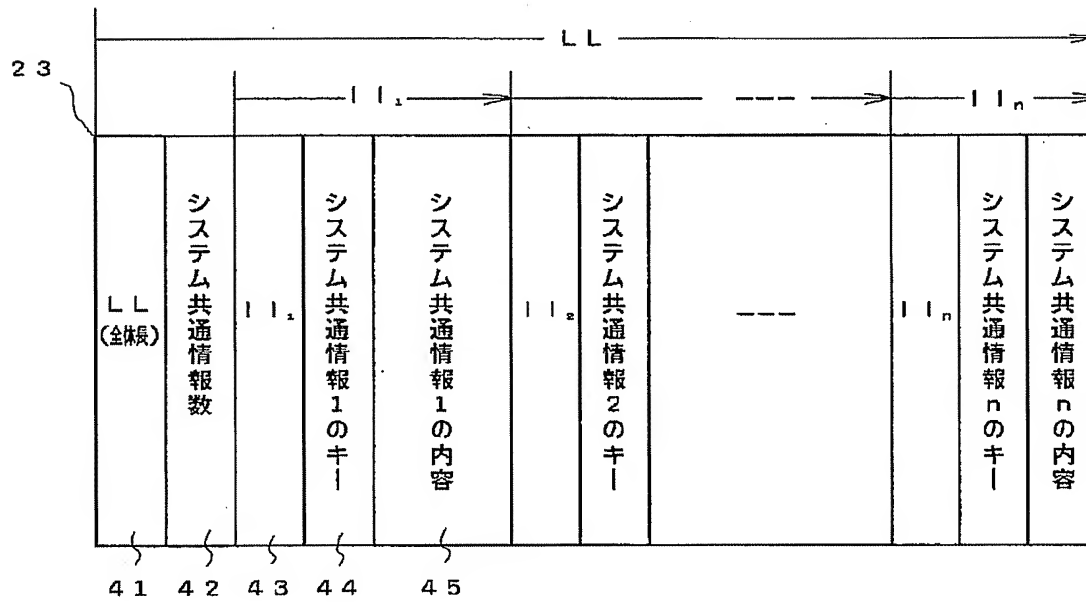 LL
23
ll₁
---
llₙ
LL
(全体長)
システム共通情報数
ll₁
システム共通情報1のキー
システム共通情報1の内容
ll₂
システム共通情報2のキー
---
llₙ
システム共通情報nのキー
システム共通情報nの内容
41
42
43
44
45